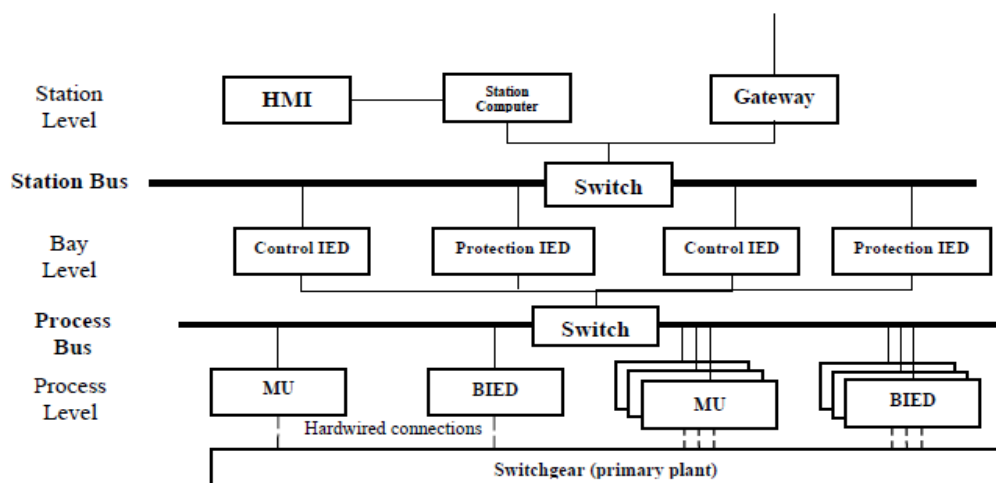 Station
Level
HMI
Station
Computer
Gateway
Station Bus
Switch
Bay
Level
Control IED
Protection IED
Control IED
Protection IED
Process
Bus
Switch
Process
Level
MU
BIED
MU
BIED
Hardwired connections
Switchgear (primary plant)